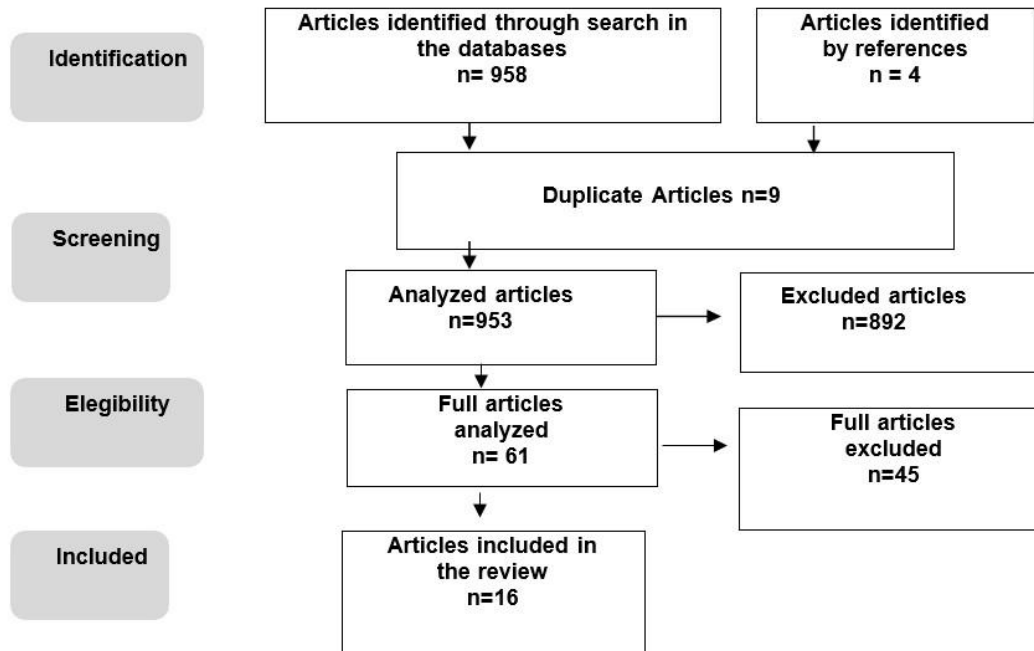 Identification
Articles identified through search in
the databases
n= 958
Articles identified
by references
n = 4
Duplicate Articles n=9
Screening
Analyzed articles
n=953
Excluded articles
n=892
Elegibility
Full articles
analyzed
n= 61
Full articles
excluded
n=45
Included
Articles included in
the review
n=16